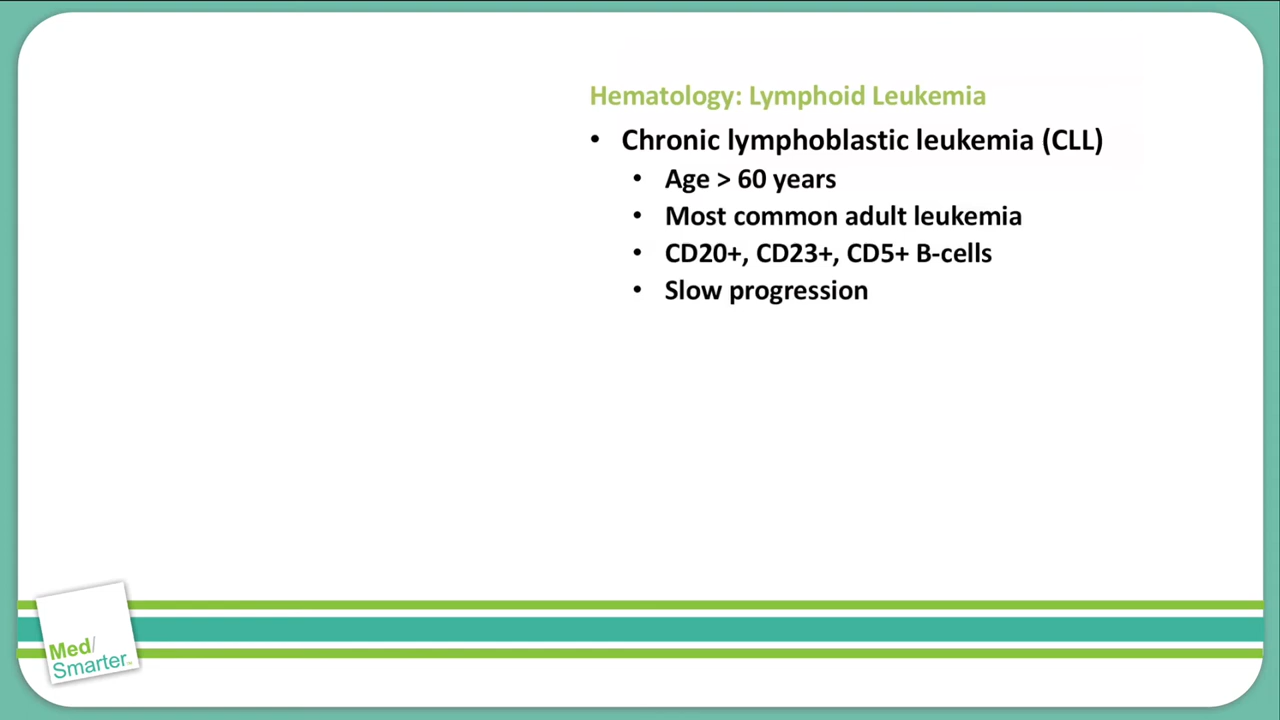 Hematology: Lymphoid Leukemia
• Chronic lymphoblastic leukemia (CLL)
• Age > 60 years
• Most common adult leukemia
• CD20+, CD23+, CD5+ B-cells
• Slow progression
Med/
Smarter